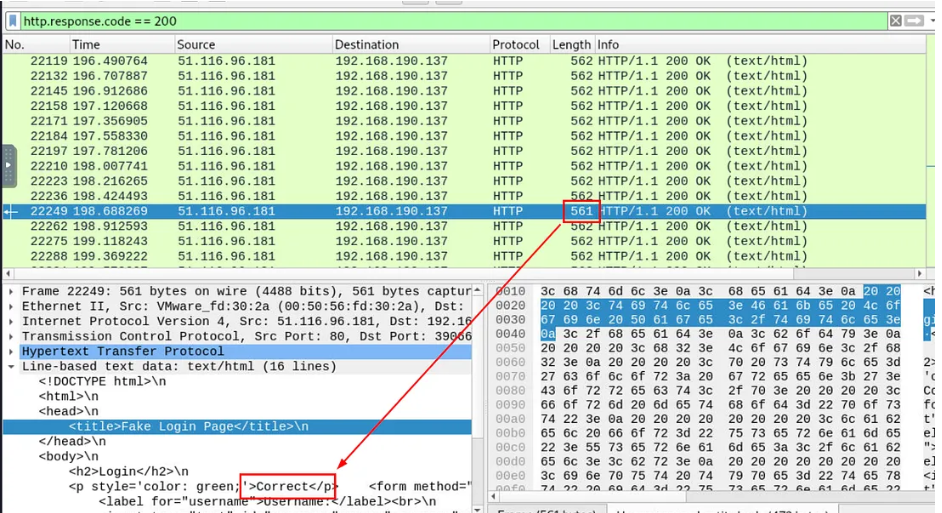 http.response.code == 200
No. Time Source Destination Protocol Length Info
22119 196.490764 51.116.96.181 192.168.190.137 HTTP 562 HTTP/1.1 200 OK (text/html)
22132 196.707887 51.116.96.181 192.168.190.137 HTTP 562 HTTP/1.1 200 OK (text/html)
22145 196.912686 51.116.96.181 192.168.190.137 HTTP 562 HTTP/1.1 200 OK (text/html)
22158 197.120668 51.116.96.181 192.168.190.137 HTTP 562 HTTP/1.1 200 OK (text/html)
22171 197.356905 51.116.96.181 192.168.190.137 HTTP 562 HTTP/1.1 200 OK (text/html)
22184 197.558330 51.116.96.181 192.168.190.137 HTTP 562 HTTP/1.1 200 OK (text/html)
22197 197.781206 51.116.96.181 192.168.190.137 HTTP 562 HTTP/1.1 200 OK (text/html)
22210 198.007741 51.116.96.181 192.168.190.137 HTTP 562 HTTP/1.1 200 OK (text/html)
22223 198.216265 51.116.96.181 192.168.190.137 HTTP 562 HTTP/1.1 200 OK (text/html)
22236 198.424493 51.116.96.181 192.168.190.137 HTTP 562 HTTP/1.1 200 OK (text/html)
22249 198.688269 51.116.96.181 192.168.190.137 HTTP 561 HTTP/1.1 200 OK (text/html)
22262 198.912593 51.116.96.181 192.168.190.137 HTTP 562 HTTP/1.1 200 OK (text/html)
22275 199.118243 51.116.96.181 192.168.190.137 HTTP 562 HTTP/1.1 200 OK (text/html)
22288 199.369222 51.116.96.181 192.168.190.137 HTTP 562 HTTP/1.1 200 OK (text/html)
Frame 22249: 561 bytes on wire (4488 bits), 561 bytes captur
Ethernet II, Src: VMware_fd:30:2a (00:50:56:fd:30:2a), Dst:
Internet Protocol Version 4, Src: 51.116.96.181, Dst: 192.16
Transmission Control Protocol, Src Port: 80, Dst Port: 39066
Hypertext Transfer Protocol
Line-based text data: text/html (16 lines)
<!DOCTYPE html>\n
<html>\n
<head>\n
<title>Fake Login Page</title>\n
</head>\n
<body>\n
<h2>Login</h2>\n
<p style='color: green;'>Correct</p> <form method="
<label for="username">Username:</label><br>\n
0010 3c 68 74 6d 6c 3e 0a 3c 68 65 61 64 3e 0a 20 20 <h
0020 20 20 3c 74 69 74 6c 65 3e 46 61 6b 65 20 4c 6f
0030 67 69 6e 20 50 61 67 65 3c 2f 74 69 74 6c 65 3e gi
0040 0a 3c 2f 68 65 61 64 3e 0a 3c 62 6f 64 79 3e 0a
0050 20 20 20 20 3c 68 32 3e 4c 6f 67 69 6e 3c 2f 68
0060 32 3e 0a 20 20 20 20 3c 70 20 73 74 79 6c 65 3d 2>
0070 27 63 6f 6c 6f 72 3a 20 67 72 65 65 6e 3b 27 3e 'c
0080 43 6f 72 72 65 63 74 3c 2f 70 3e 20 20 20 20 3c Co
0090 66 6f 72 6d 20 6d 65 74 68 6f 64 3d 22 70 6f 73 fo
00a0 74 22 3e 0a 20 20 20 20 20 20 20 20 3c 6c 61 62 t"
00b0 65 6c 20 66 6f 72 3d 22 75 73 65 72 6e 61 6d 65 el
00c0 22 3e 55 73 65 72 6e 61 6d 65 3a 3c 2f 6c 61 62 ">
00d0 65 6c 3e 3c 62 72 3e 0a 20 20 20 20 20 20 20 20 el
00e0 3c 69 6e 70 75 74 20 74 79 70 65 3d 22 74 65 78 <i